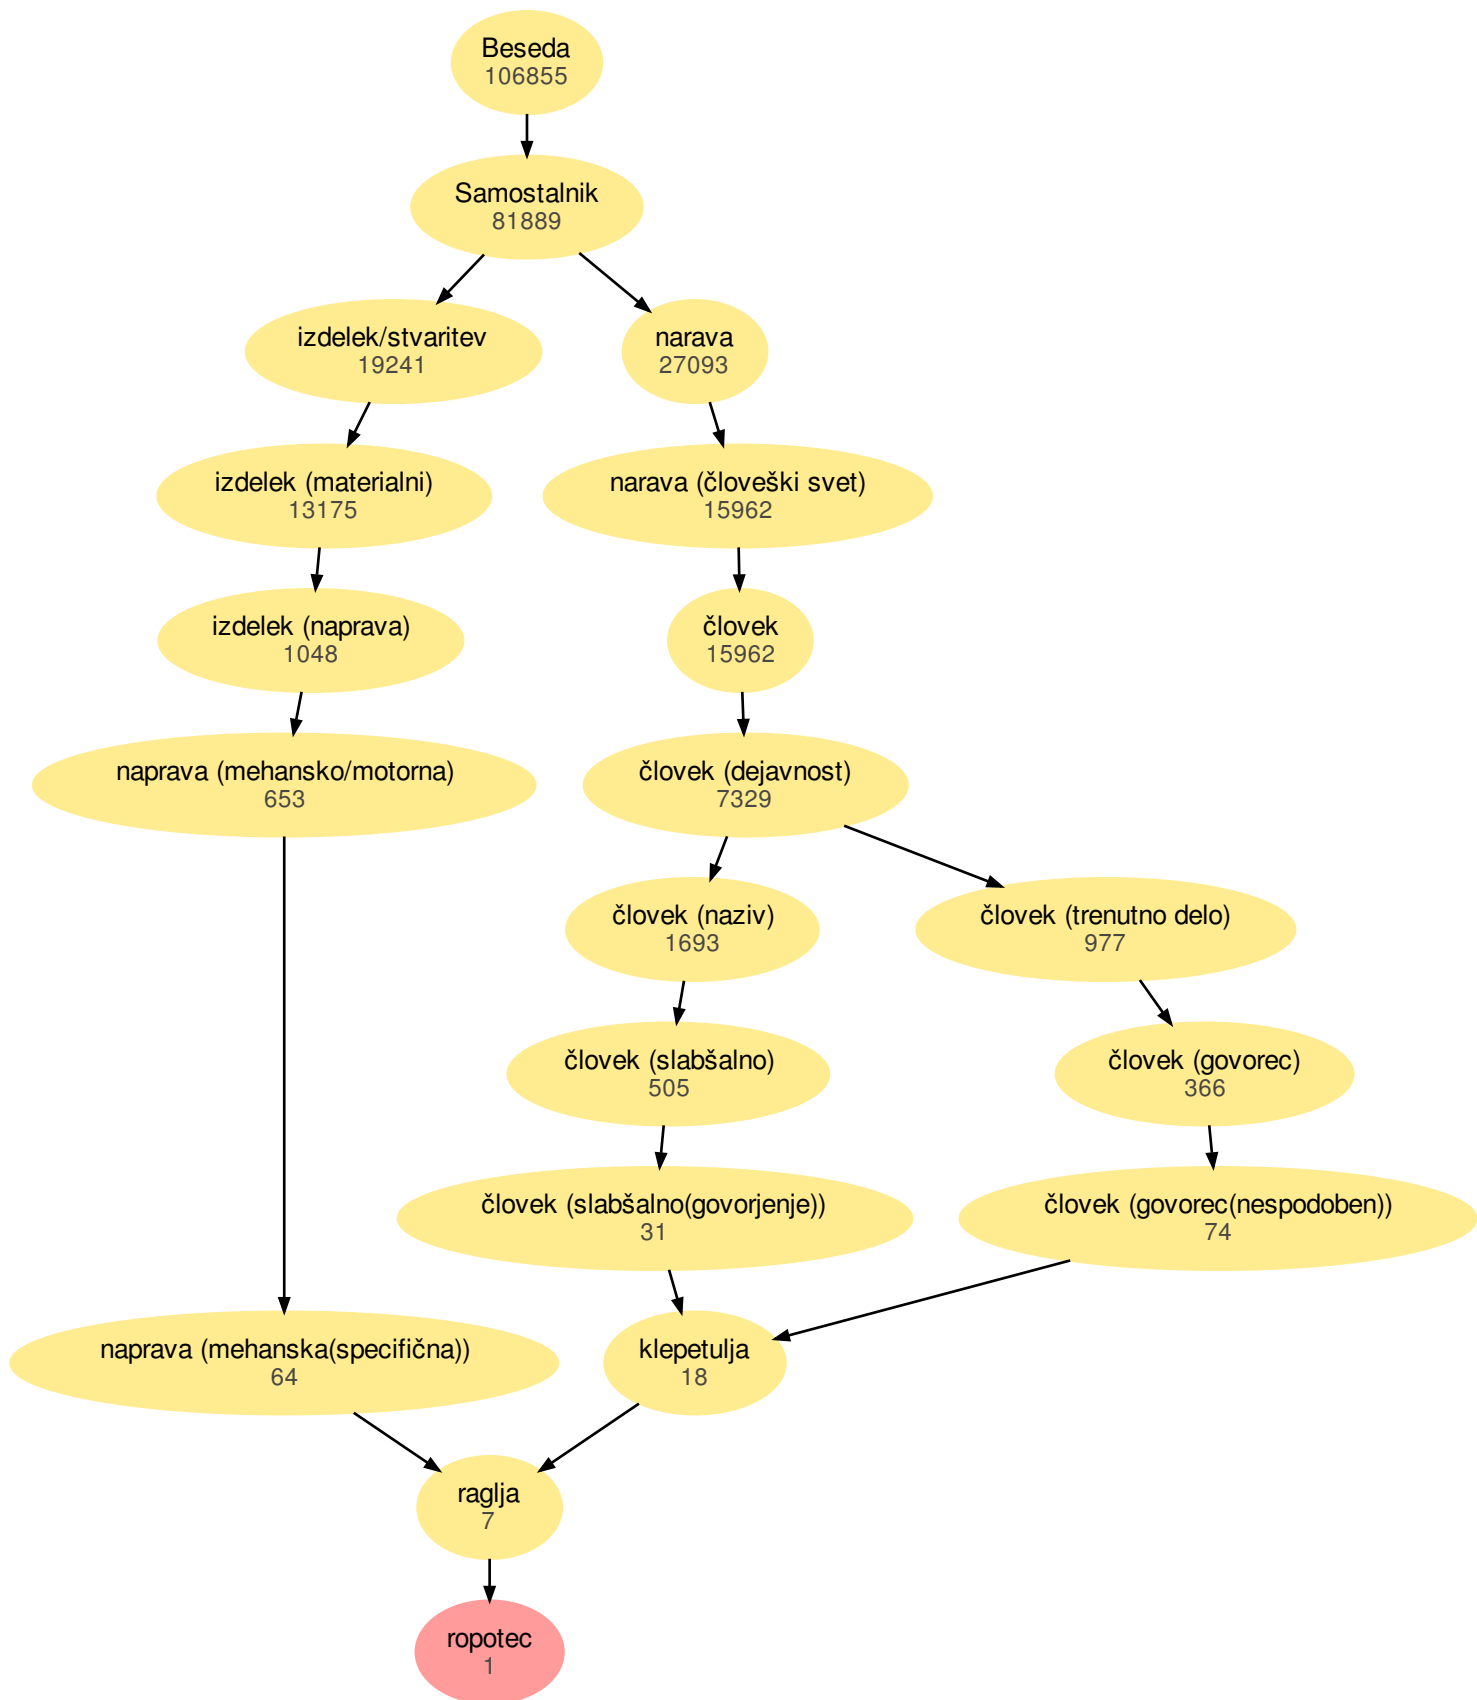 Beseda
106855
Samostalnik
81889
izdelek/stvaritev
19241
narava
27093
izdelek (materialni)
13175
narava (človeški svet)
15962
izdelek (naprava)
1048
človek
15962
naprava (mehansko/motorna)
653
človek (dejavnost)
7329
človek (naziv)
1693
človek (trenutno delo)
977
človek (slabšalno)
505
človek (govorec)
366
človek (slabšalno(govorjenje))
31
človek (govorec(nespodoben))
74
naprava (mehanska(specifična))
64
klepetulja
18
raglja
7
ropotec
1